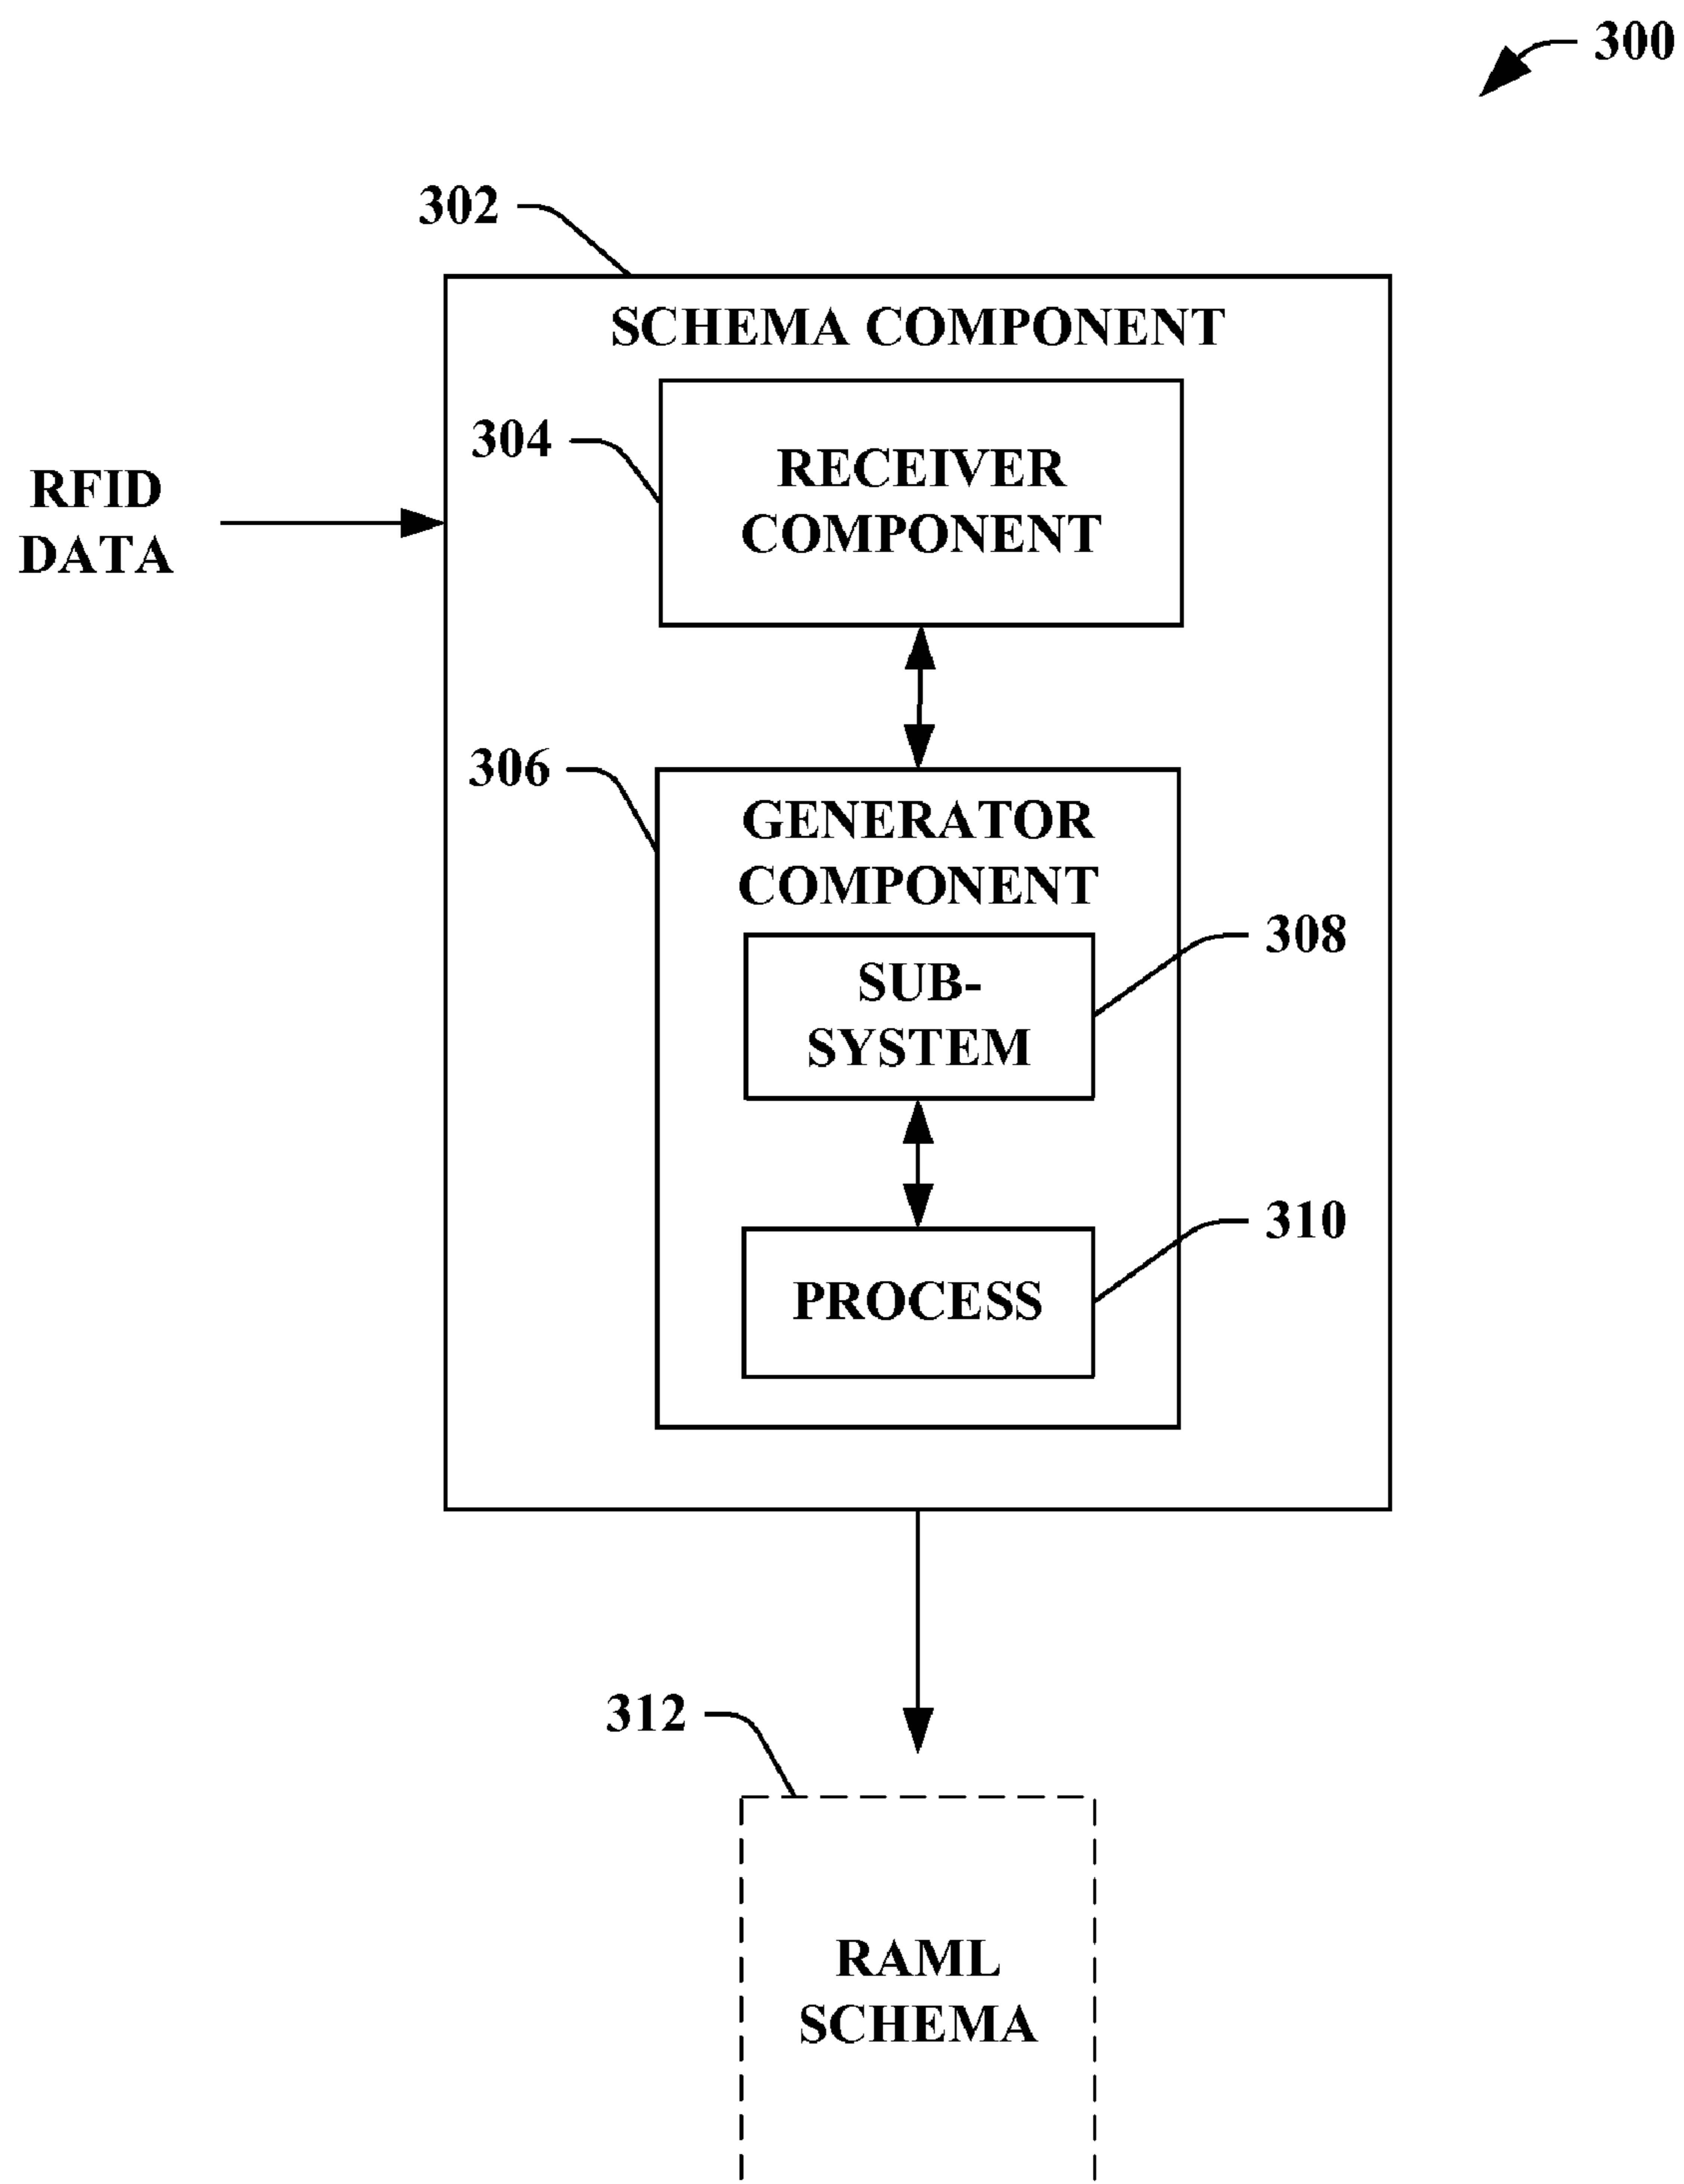 300
302
SCHEMA COMPONENT
304
RECEIVER
COMPONENT
RFID
DATA
306
GENERATOR
COMPONENT
308
SUB-
SYSTEM
310
PROCESS
312
RAML
SCHEMA